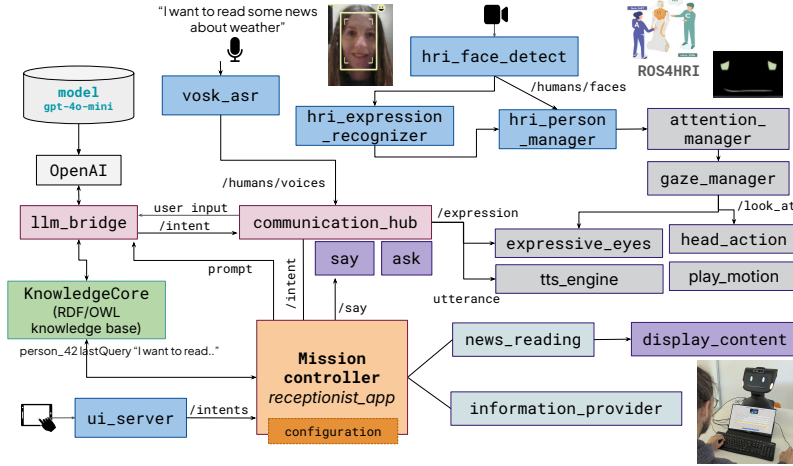 “I want to read some news
about weather”
hri_face_detect
ROS4HRI
model
gpt-4o-mini
vosk_asr
/humans/faces
hri_expression
_recognizer
hri_person
_manager
attention_
manager
OpenAI
gaze_manager
/humans/voices
/look_at
user input
/expression
llm_bridge
/intent
communication_hub
expressive_eyes
head_action
say
ask
prompt
/intent
tts_engine
play_motion
KnowledgeCore
(RDF/OWL
knowledge base)
/say
utterance
person_42 lastQuery “I want to read..”
Mission
controller
receptionist_app
news_reading
display_content
ui_server
/intents
information_provider
configuration